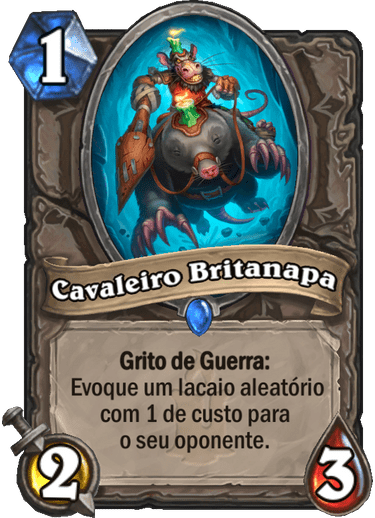 1
Cavaleiro Britanapa
Grito de Guerra:
Evoque um lacaio aleatório
com 1 de custo para
o seu oponente.
2
3